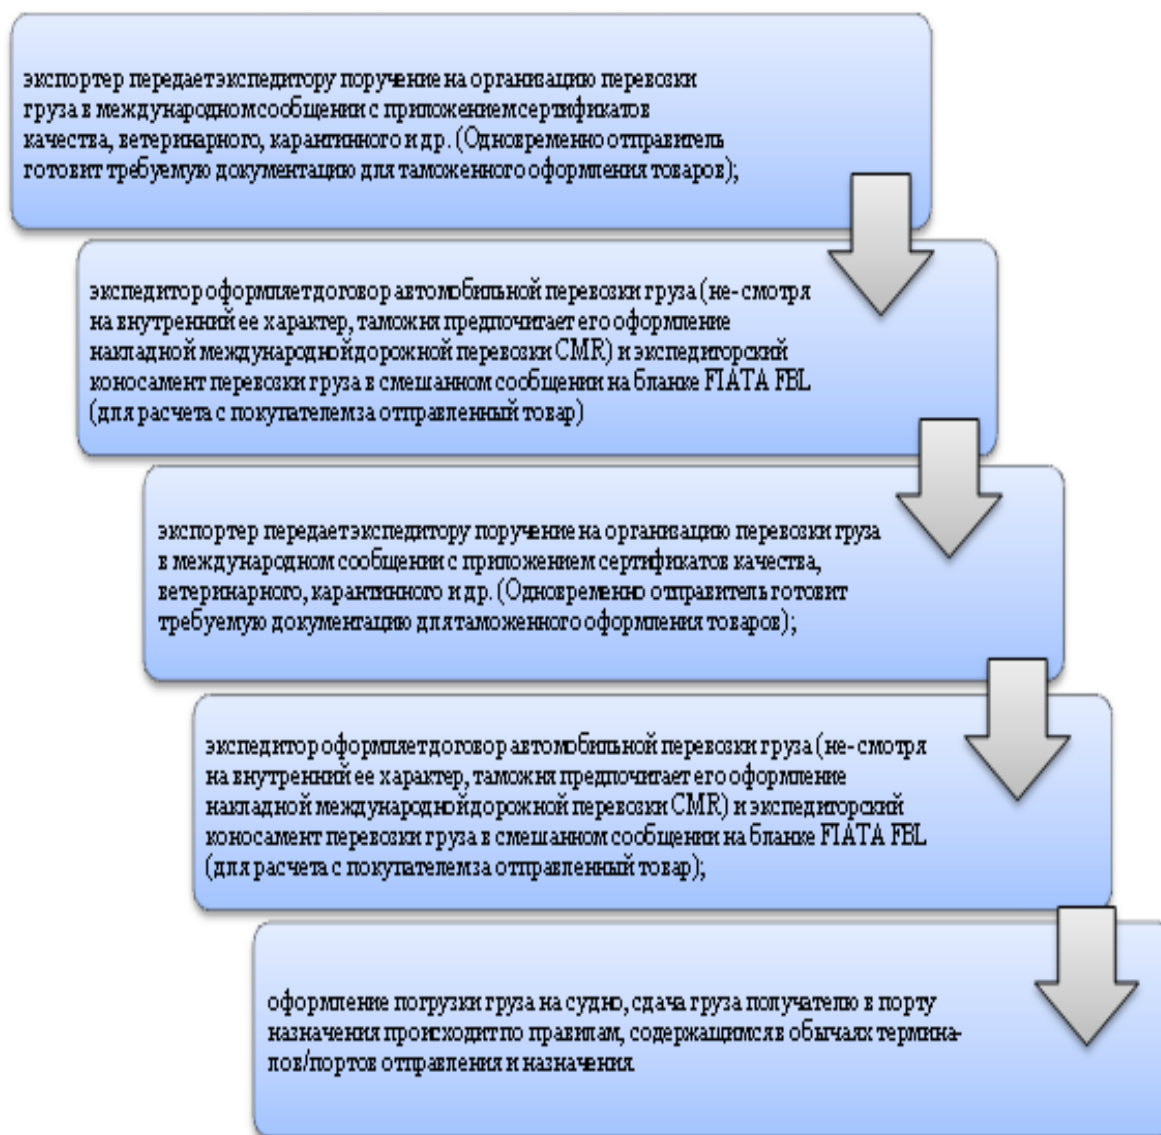 экспортер передает экспедитору поручение на организацию перевозки
груза в международном сообщении с приложением сертификатов
качества, ветеринарного, карантинного и др. (Одновременно отправитель
готовит требуемую документацию для таможенного оформления товаров);
экспедитор оформляет договор автомобильной перевозки груза (не- смотря
на внутренний ее характер, таможня предпочитает его оформление
накладной международной дорожной перевозки CMR) и экспедиторский
коносамент перевозки груза в смешанном сообщении на бланке FIATA FBL
(для расчета с покупателем за отправленный товар)
экспортер передает экспедитору поручение на организацию перевозки груза
в международном сообщении с приложением сертификатов качества,
ветеринарного, карантинного и др. (Одновременно отправитель готовит
требуемую документацию для таможенного оформления товаров);
экспедитор оформляет договор автомобильной перевозки груза (не- смотря
на внутренний ее характер, таможня предпочитает его оформление
накладной международной дорожной перевозки CMR) и экспедиторский
коносамент перевозки груза в смешанном сообщении на бланке FIATA FBL
(для расчета с покупателем за отправленный товар);
оформление погрузки груза на судно, сдача груза получателю в порту
назначения происходит по правилам, содержащимся в обычаях термина-
лов/портов отправления и назначения.